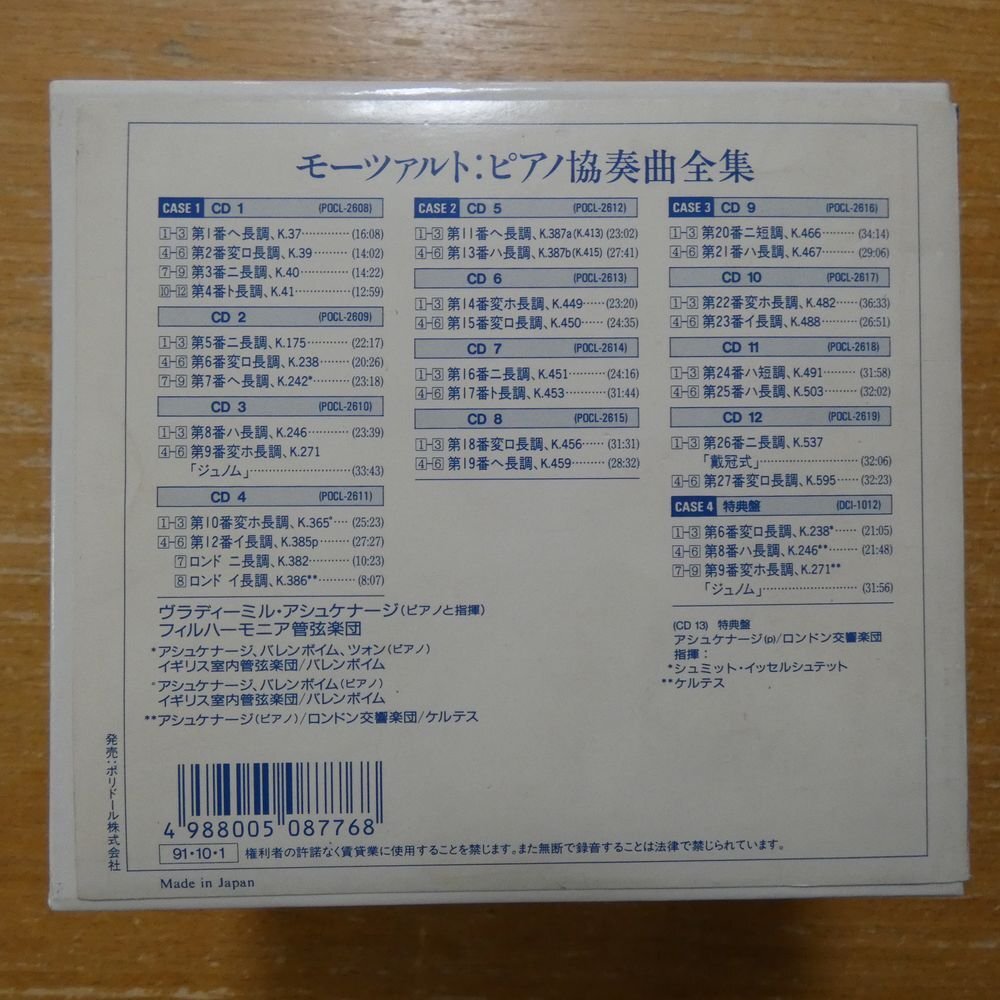 モーツァルト:ピアノ協奏曲全集
CASE 1 CD 1 (POCL-2608)
1-3 第1番ヘ長調、K.37………(16:08)
4-6 第2番変ロ長調、K.39………(14:02)
7-9 第3番ニ長調、K.40………(14:22)
10-12 第4番ト長調、K.41………(12:59)
CD 2 (POCL-2609)
1-3 第5番ニ長調、K.175………(22:17)
4-6 第6番変ロ長調、K.238………(20:26)
7-9 第7番ヘ長調、K.242*………(23:18)
CD 3 (POCL-2610)
1-3 第8番ハ長調、K.246………(23:39)
4-6 第9番変ホ長調、K.271
「ジュノム」………(33:43)
CD 4 (POCL-2611)
1-3 第10番変ホ長調、K.365°…(25:23)
4-6 第12番イ長調、K.385p……(27:27)
7 ロンド ニ長調、K.382………(10:23)
8 ロンド イ長調、K.386**……(8:07)
CASE 2 CD 5 (POCL-2612)
1-3 第11番ヘ長調、K.387a(K.413)(23:02)
4-6 第13番ハ長調、K.387b(K.415)(27:41)
CD 6 (POCL-2613)
1-3 第14番変ホ長調、K.449……(23:20)
4-6 第15番変ロ長調、K.450……(24:35)
CD 7 (POCL-2614)
1-3 第16番ニ長調、K.451………(24:16)
4-6 第17番ト長調、K.453………(31:44)
CD 8 (POCL-2615)
1-3 第18番変ロ長調、K.456……(31:31)
4-6 第19番ヘ長調、K.459………(28:32)
CASE 3 CD 9 (POCL-2616)
1-3 第20番ニ短調、K.466………(34:14)
4-6 第21番ハ長調、K.467………(29:06)
CD 10 (POCL-2617)
1-3 第22番変ホ長調、K.482……(36:33)
4-6 第23番イ長調、K.488………(26:51)
CD 11 (POCL-2618)
1-3 第24番ハ短調、K.491………(31:58)
4-6 第25番ハ長調、K.503………(32:02)
CD 12 (POCL-2619)
1-3 第26番ニ長調、K.537
「戴冠式」………(32:06)
4-6 第27番変ロ長調、K.595……(32:23)
CASE 4 特典盤 (DCI-1012)
1-3 第6番変ロ長調、K.238*……(21:05)
4-6 第8番ハ長調、K.246**……(21:48)
7-9 第9番変ホ長調、K.271**
「ジュノム」………(31:56)
ヴラディーミル・アシュケナージ(ピアノと指揮)
フィルハーモニア管弦楽団
*アシュケナージ、バレンボイム、ツォン(ピアノ)
イギリス室内管弦楽団/バレンボイム
°アシュケナージ、バレンボイム(ピアノ)
イギリス室内管弦楽団/バレンボイム
**アシュケナージ(ピアノ)/ロンドン交響楽団/ケルテス
(CD 13) 特典盤
アシュケナージ(p)/ロンドン交響楽団
指揮:
*シュミット・イッセルシュテット
**ケルテス
発売:ポリドール株式会社
4 988005 087768
91・10・1 権利者の許諾なく賃貸業に使用することを禁じます。また無断で録音することは法律で禁じられています。
Made in Japan